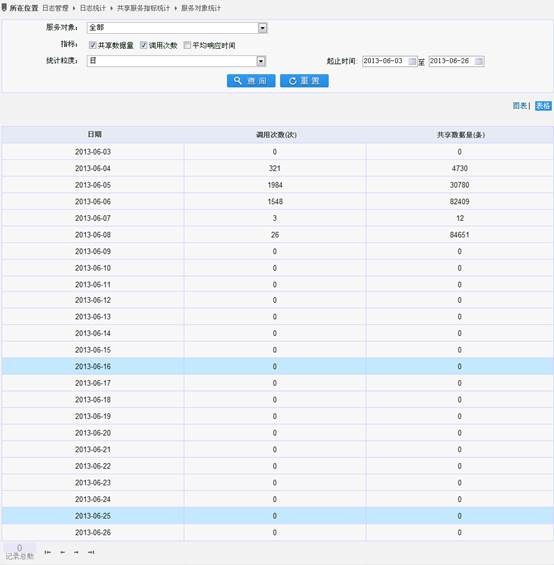 所在位置 日志管理 日志统计 共享服务指标统计 服务对象统计
服务对象: 全部
指标: 共享数据量 调用次数 平均响应时间
统计粒度: 日 起止时间: 2013-06-03 至 2013-06-26
查 询 重 置
图表| 表格
日期 调用次数(次) 共享数据量(条)
2013-06-03 0 0
2013-06-04 321 4730
2013-06-05 1984 30780
2013-06-06 1548 82409
2013-06-07 3 12
2013-06-08 26 84651
2013-06-09 0 0
2013-06-10 0 0
2013-06-11 0 0
2013-06-12 0 0
2013-06-13 0 0
2013-06-14 0 0
2013-06-15 0 0
2013-06-16 0 0
2013-06-17 0 0
2013-06-18 0 0
2013-06-19 0 0
2013-06-20 0 0
2013-06-21 0 0
2013-06-22 0 0
2013-06-23 0 0
2013-06-24 0 0
2013-06-25 0 0
2013-06-26 0 0
0
记录总数